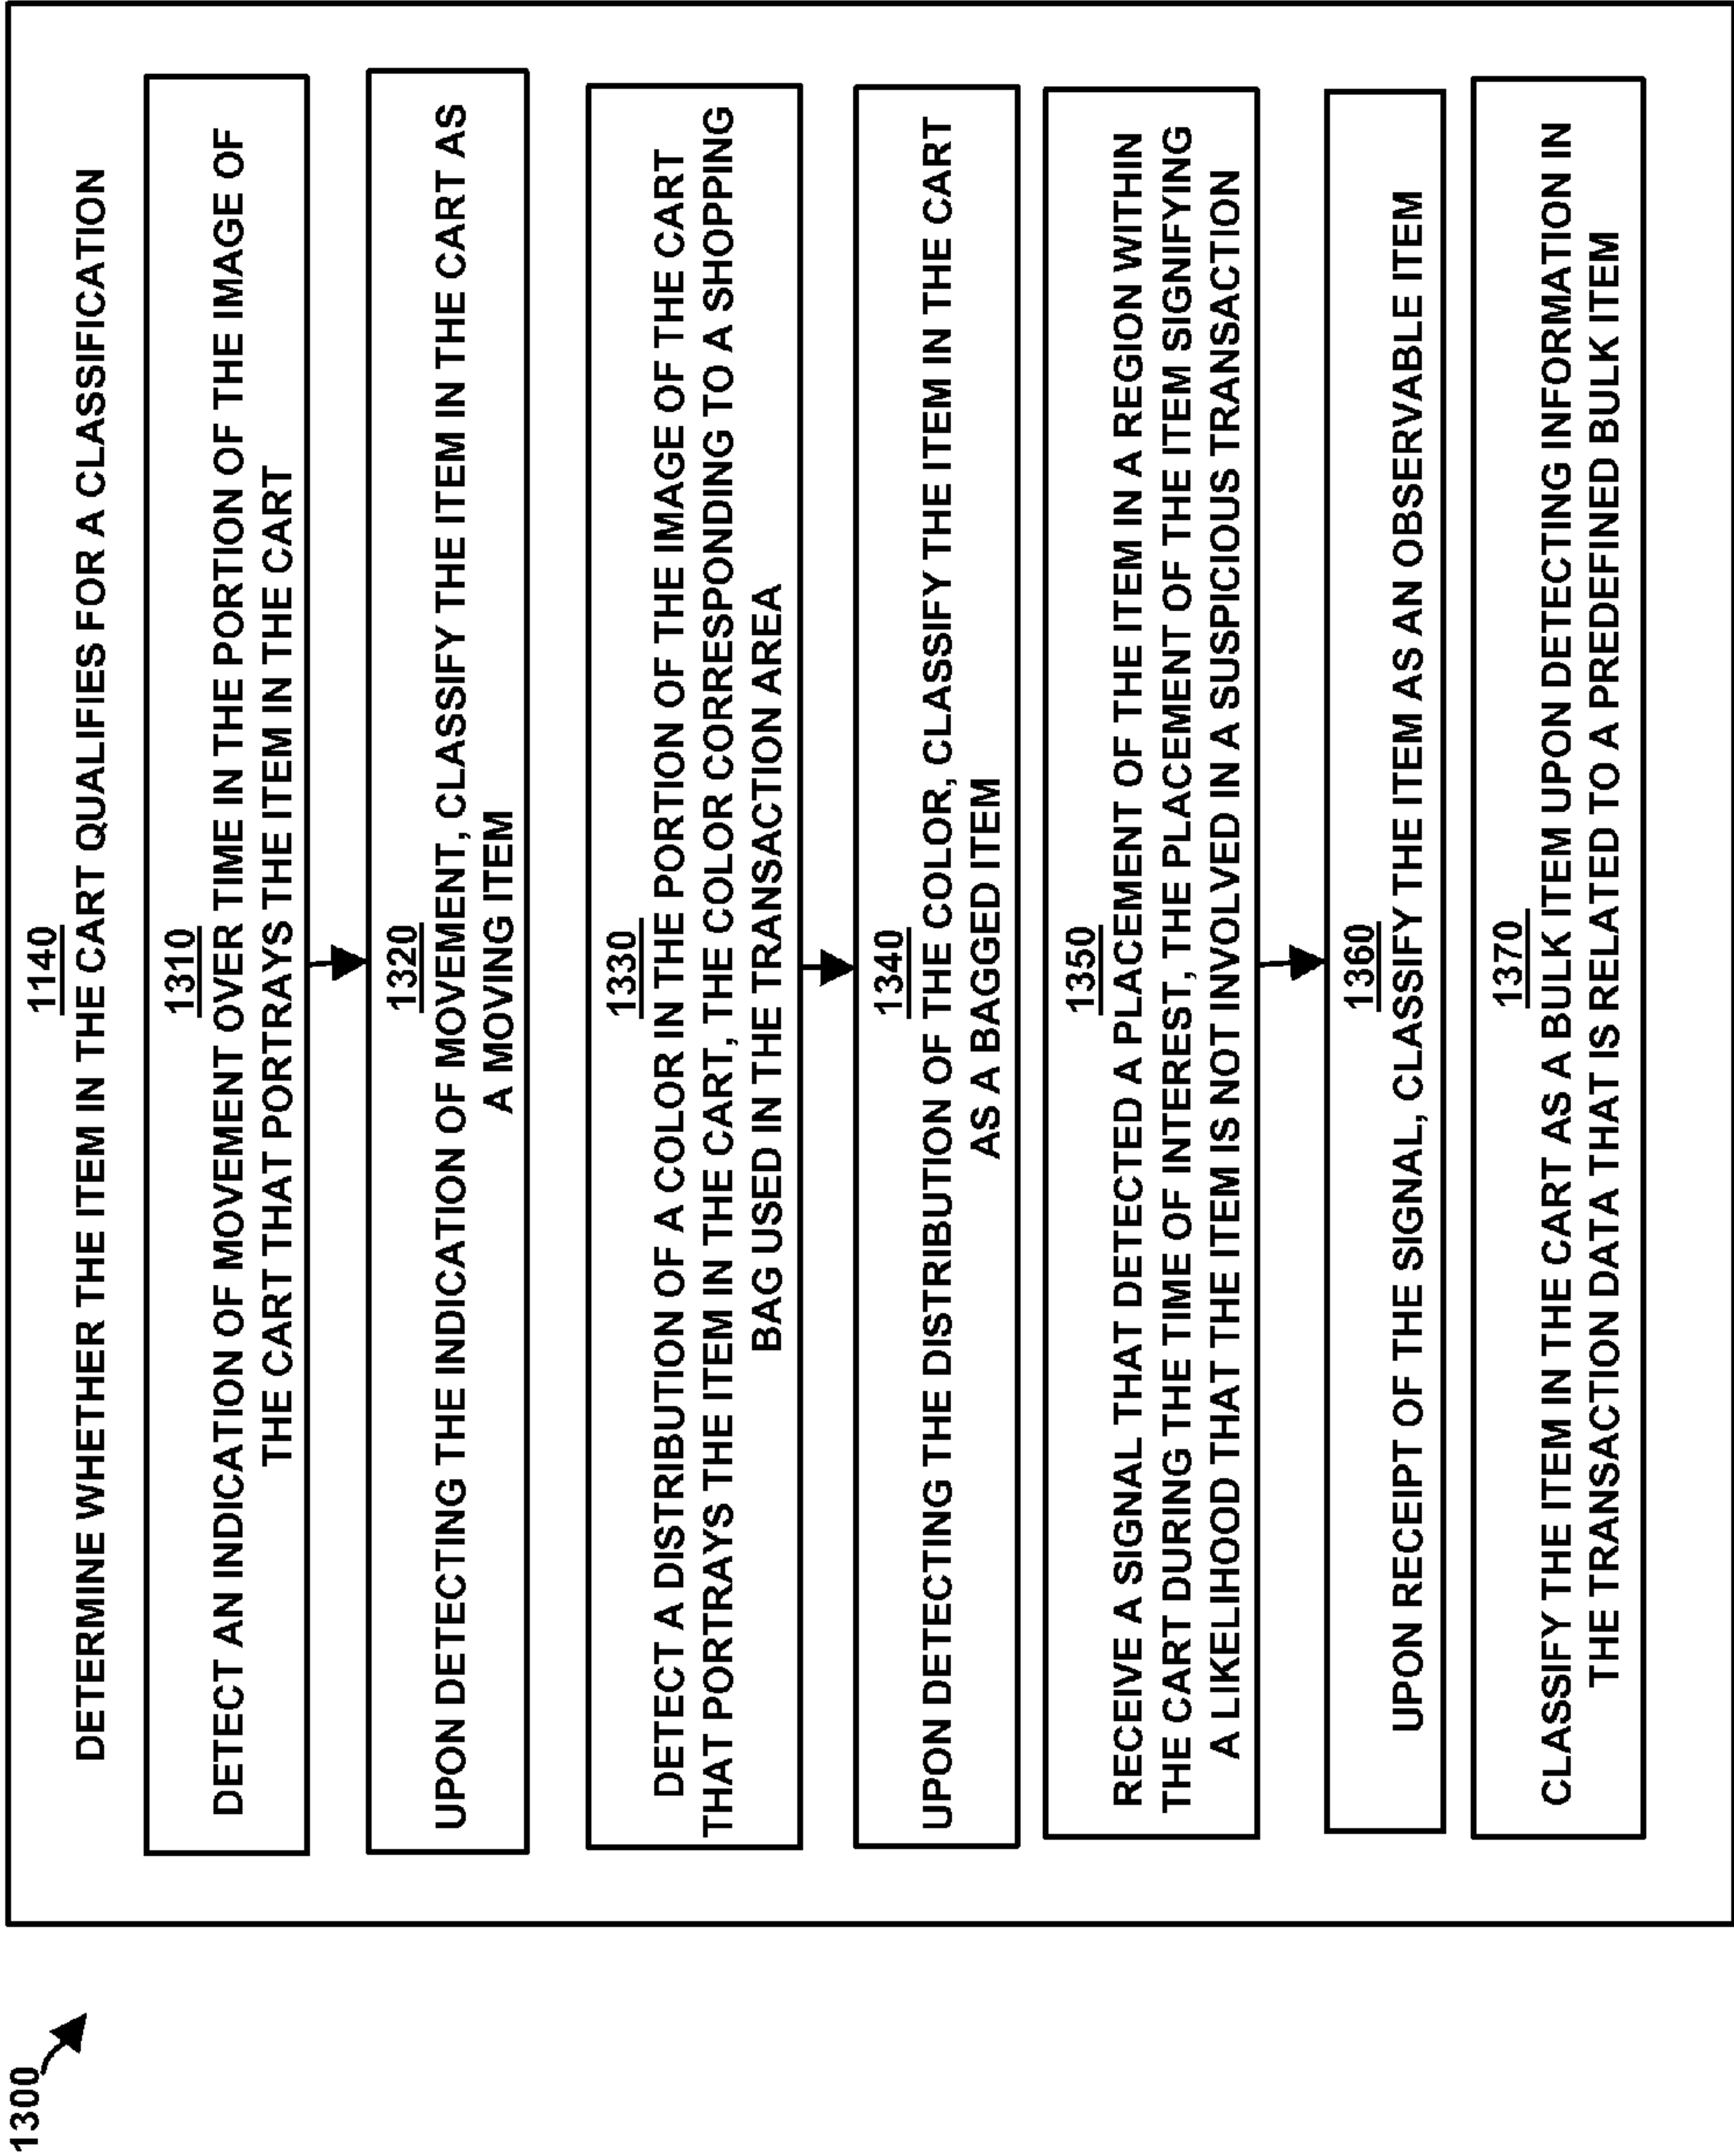 1300
1140
DETERMINE WHETHER THE ITEM IN THE CART QUALIFIES FOR A CLASSIFICATION
1310
DETECT AN INDICATION OF MOVEMENT OVER TIME IN THE PORTION OF THE IMAGE OF
THE CART THAT PORTRAYS THE ITEM IN THE CART
1320
UPON DETECTING THE INDICATION OF MOVEMENT, CLASSIFY THE ITEM IN THE CART AS
A MOVING ITEM
1330
DETECT A DISTRIBUTION OF A COLOR IN THE PORTION OF THE IMAGE OF THE CART
THAT PORTRAYS THE ITEM IN THE CART, THE COLOR CORRESPONDING TO A SHOPPING
BAG USED IN THE TRANSACTION AREA
1340
UPON DETECTING THE DISTRIBUTION OF THE COLOR, CLASSIFY THE ITEM IN THE CART
AS A BAGGED ITEM
1350
RECEIVE A SIGNAL THAT DETECTED A PLACEMENT OF THE ITEM IN A REGION WITHIN
THE CART DURING THE TIME OF INTEREST, THE PLACEMENT OF THE ITEM SIGNIFYING
A LIKELIHOOD THAT THE ITEM IS NOT INVOLVED IN A SUSPICIOUS TRANSACTION
1360
UPON RECEIPT OF THE SIGNAL, CLASSIFY THE ITEM AS AN OBSERVABLE ITEM
1370
CLASSIFY THE ITEM IN THE CART AS A BULK ITEM UPON DETECTING INFORMATION IN
THE TRANSACTION DATA THAT IS RELATED TO A PREDEFINED BULK ITEM